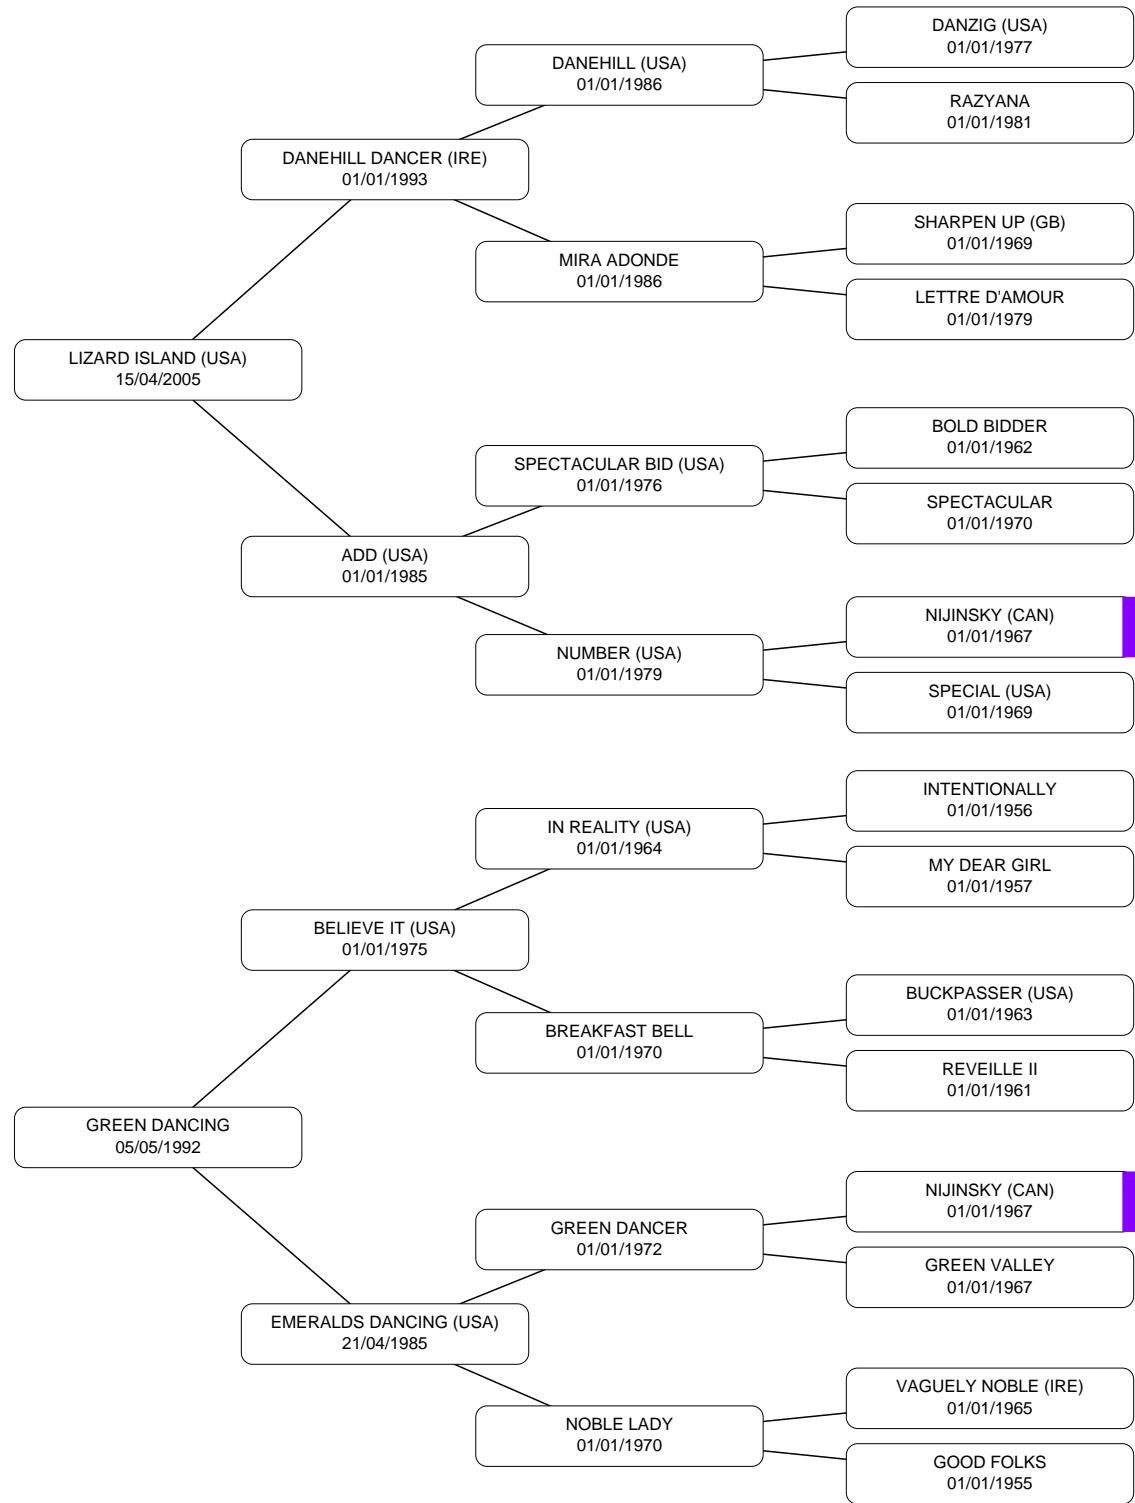 DANZIG (USA)
01/01/1977
DANEHILL (USA)
01/01/1986
RAZYANA
01/01/1981
DANEHILL DANCER (IRE)
01/01/1993
SHARPEN UP (GB)
01/01/1969
MIRA ADONDE
01/01/1986
LETTRE D'AMOUR
01/01/1979
LIZARD ISLAND (USA)
15/04/2005
BOLD BIDDER
01/01/1962
SPECTACULAR BID (USA)
01/01/1976
SPECTACULAR
01/01/1970
ADD (USA)
01/01/1985
NIJINSKY (CAN)
01/01/1967
NUMBER (USA)
01/01/1979
SPECIAL (USA)
01/01/1969
INTENTIONALLY
01/01/1956
IN REALITY (USA)
01/01/1964
MY DEAR GIRL
01/01/1957
BELIEVE IT (USA)
01/01/1975
BUCKPASSER (USA)
01/01/1963
BREAKFAST BELL
01/01/1970
REVEILLE II
01/01/1961
GREEN DANCING
05/05/1992
NIJINSKY (CAN)
01/01/1967
GREEN DANCER
01/01/1972
GREEN VALLEY
01/01/1967
EMERALDS DANCING (USA)
21/04/1985
VAGUELY NOBLE (IRE)
01/01/1965
NOBLE LADY
01/01/1970
GOOD FOLKS
01/01/1955